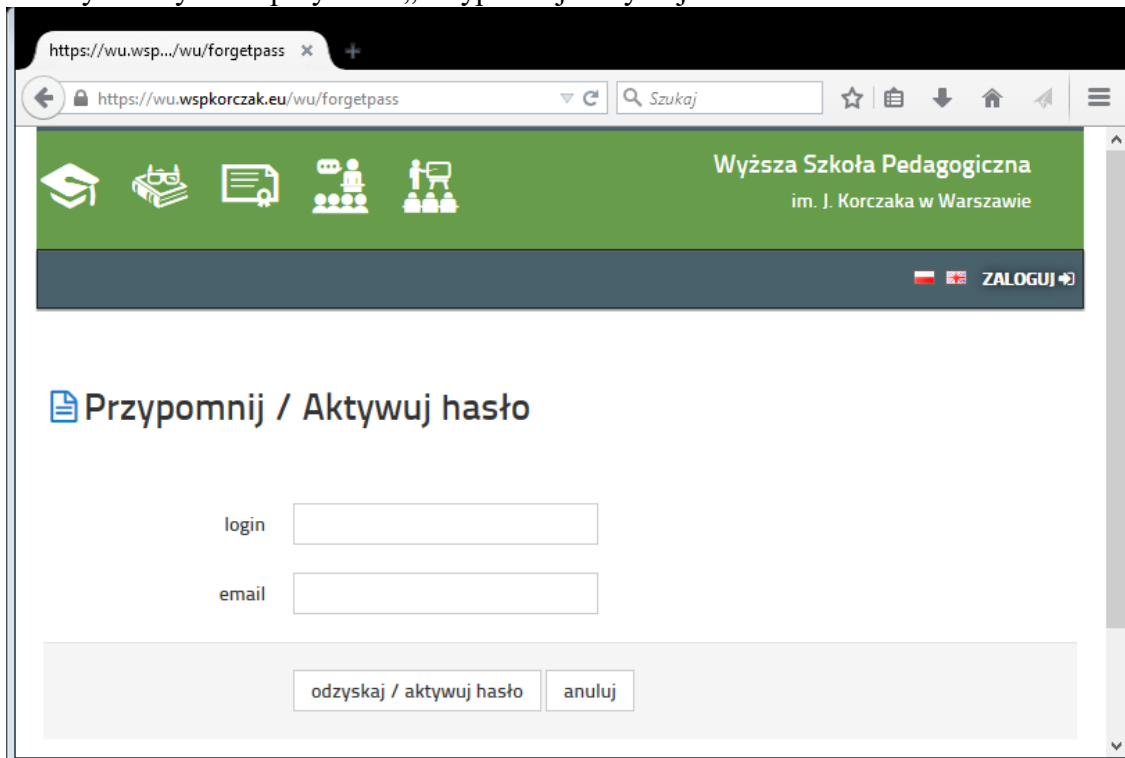 https://wu.wsp.../wu/forgetpass
https://wu.wspkorczak.eu/wu/forgetpass
Szukaj
Wyższa Szkoła Pedagogiczna
im. J. Korczaka w Warszawie
ZALOGUJ
Przypomnij / Aktywuj hasło
login
email
odzyskaj / aktywuj hasło anuluj